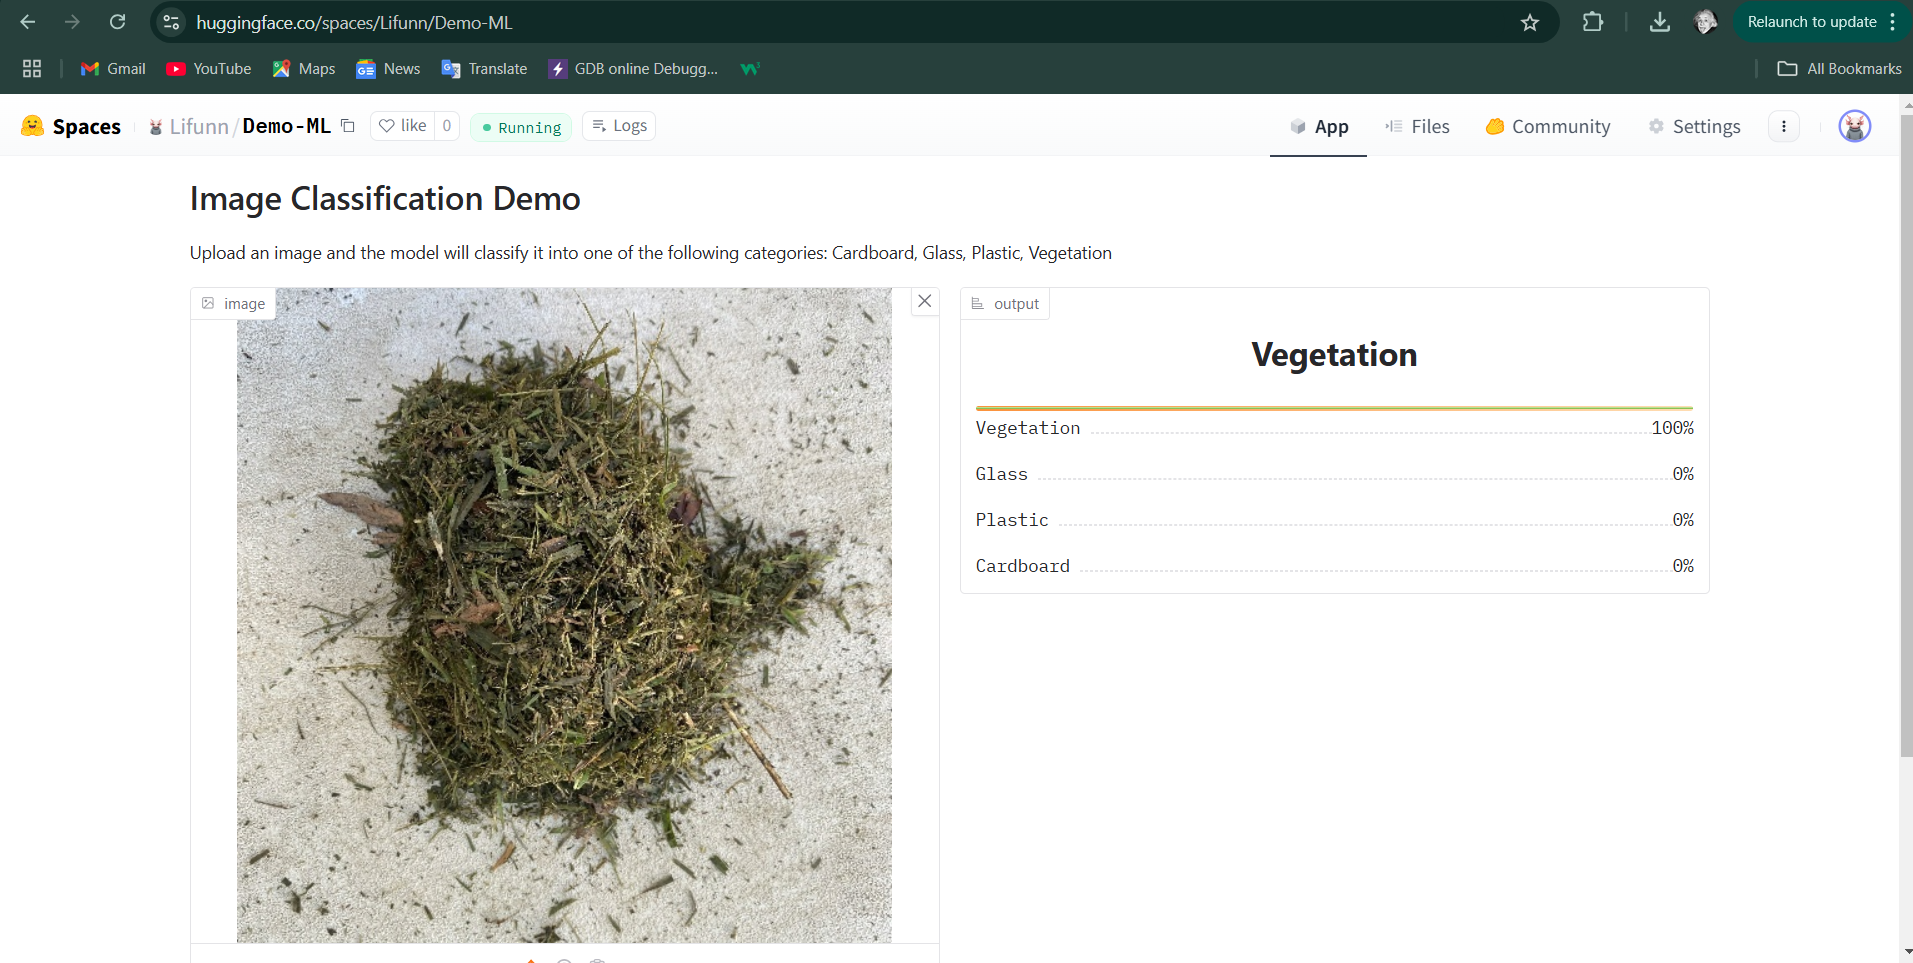 huggingface.co/spaces/Lifunn/Demo-ML
Relaunch to update
Gmail
YouTube
Maps
News
Translate
GDB online Debugg...
All Bookmarks
Spaces
Lifunn/Demo-ML
like
0
Running
Logs
App
Files
Community
Settings
Image Classification Demo
Upload an image and the model will classify it into one of the following categories: Cardboard, Glass, Plastic, Vegetation
image
output
Vegetation
Vegetation 100%
Glass 0%
Plastic 0%
Cardboard 0%